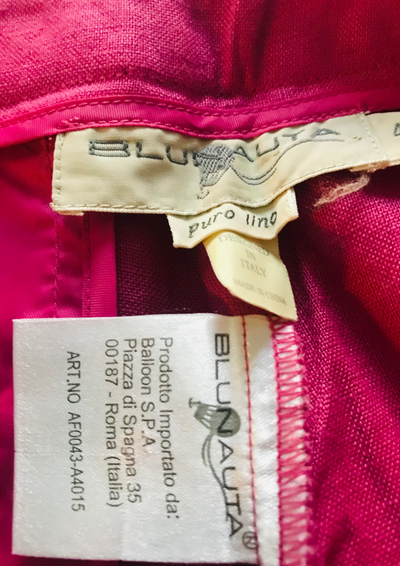 BLUNAUTA
puro lino
DESIGNED
IN
ITALY
MADE IN CHINA
BLUNAUTA®
Prodotto Importato da:
Balloon S.P.A.
Piazza di Spagna 35
00187 - Roma (Italia)
ART.NO AF0043-A4015